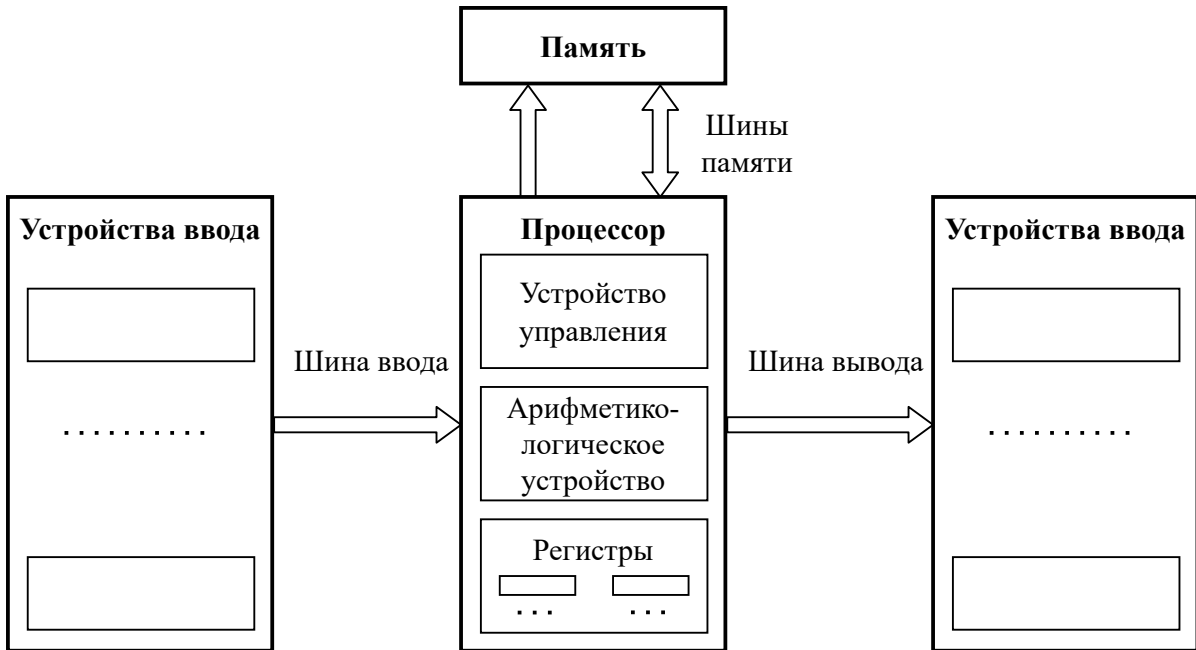 Память
Шины
памяти
Устройства ввода
Процессор
Устройства ввода
Устройство
управления
Шина ввода
Шина вывода
Арифметико-
логическое
устройство
. . . . . . . . . .
. . . . . . . . . .
Регистры
. . .
. . .